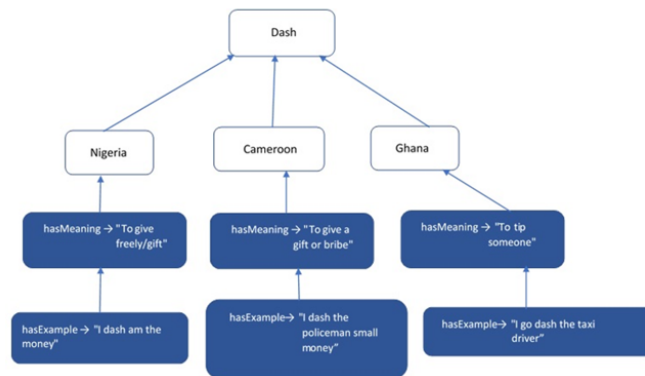 Dash
Nigeria
Cameroon
Ghana
hasMeaning → "To give
freely/gift"
hasMeaning → "To give a
gift or bribe"
hasMeaning → "To tip
someone"
hasExample → "I dash am the
money"
hasExample→ "I dash the
policeman small
money"
hasExample→ "I go dash the taxi
driver"